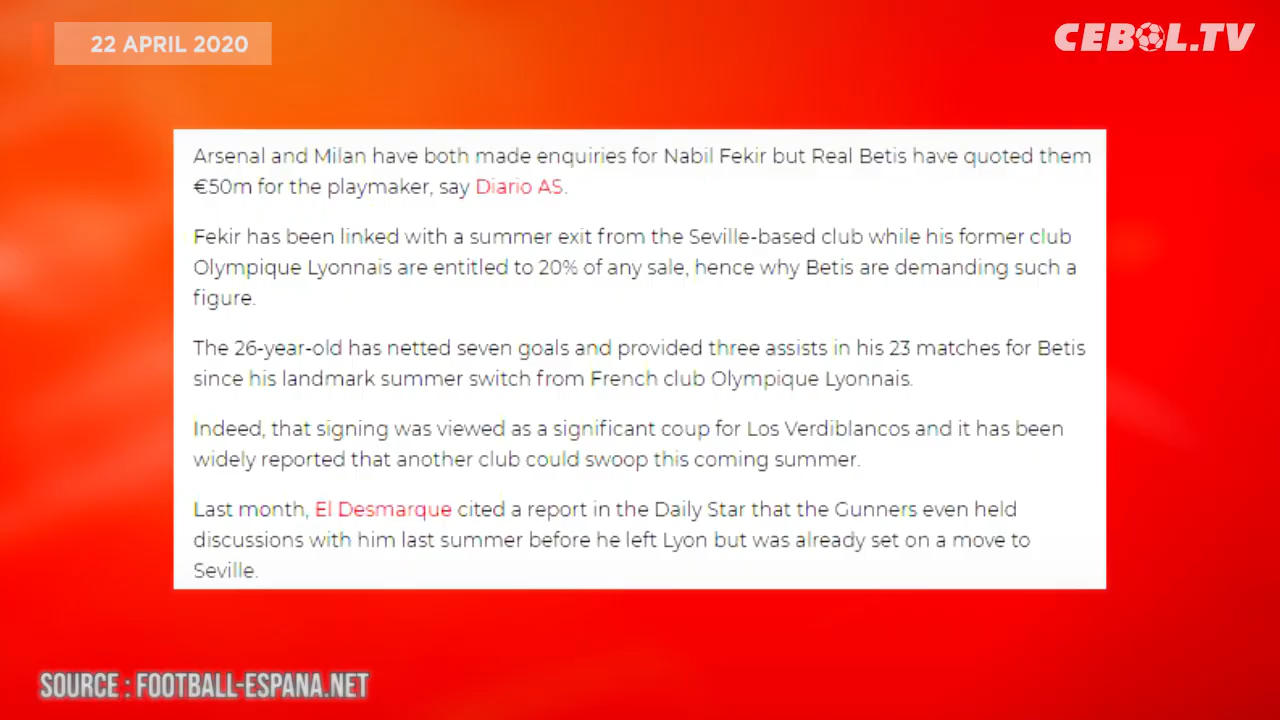 22 APRIL 2020
CEBOL.TV
Arsenal and Milan have both made enquiries for Nabil Fekir but Real Betis have quoted them
€50m for the playmaker, say Diario AS.
Fekir has been linked with a summer exit from the Seville-based club while his former club
Olympique Lyonnais are entitled to 20% of any sale, hence why Betis are demanding such a
figure.
The 26-year-old has netted seven goals and provided three assists in his 23 matches for Betis
since his landmark summer switch from French club Olympique Lyonnais.
Indeed, that signing was viewed as a significant coup for Los Verdiblancos and it has been
widely reported that another club could swoop this coming summer.
Last month, El Desmarque cited a report in the Daily Star that the Gunners even held
discussions with him last summer before he left Lyon but was already set on a move to
Seville.
SOURCE : FOOTBALL-ESPANA.NET